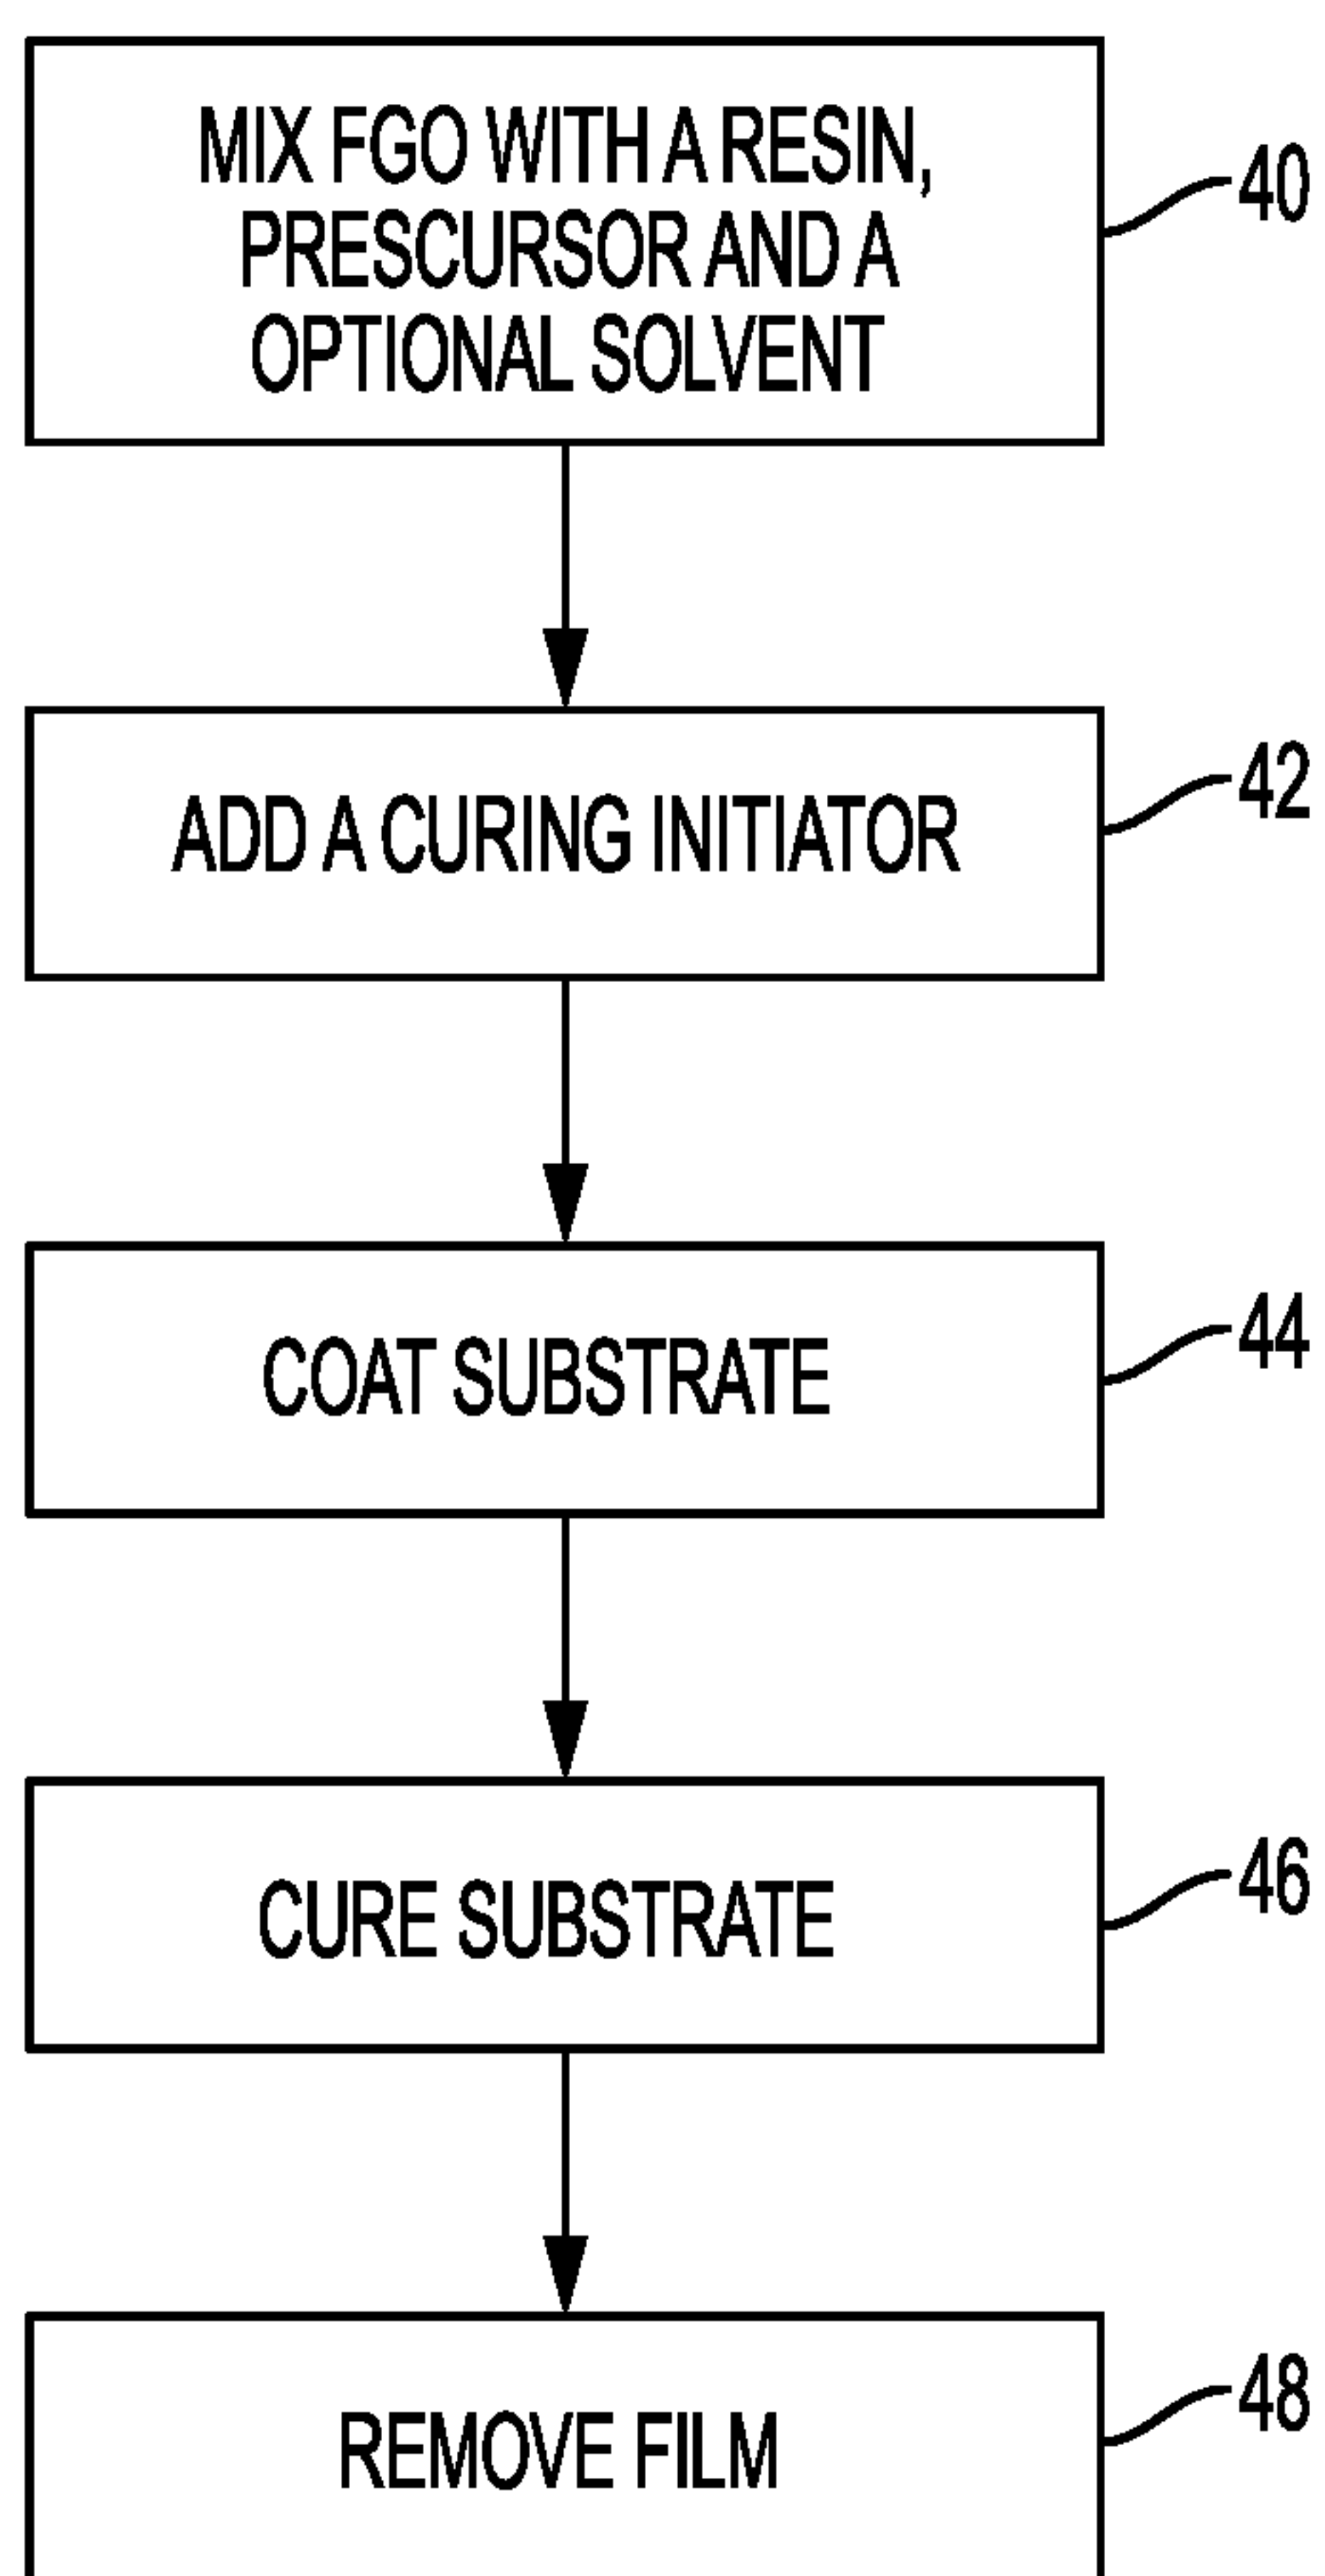 MIX FGO WITH A RESIN,
PRESCURSOR AND A
OPTIONAL SOLVENT
40
ADD A CURING INITIATOR
42
COAT SUBSTRATE
44
CURE SUBSTRATE
46
REMOVE FILM
48